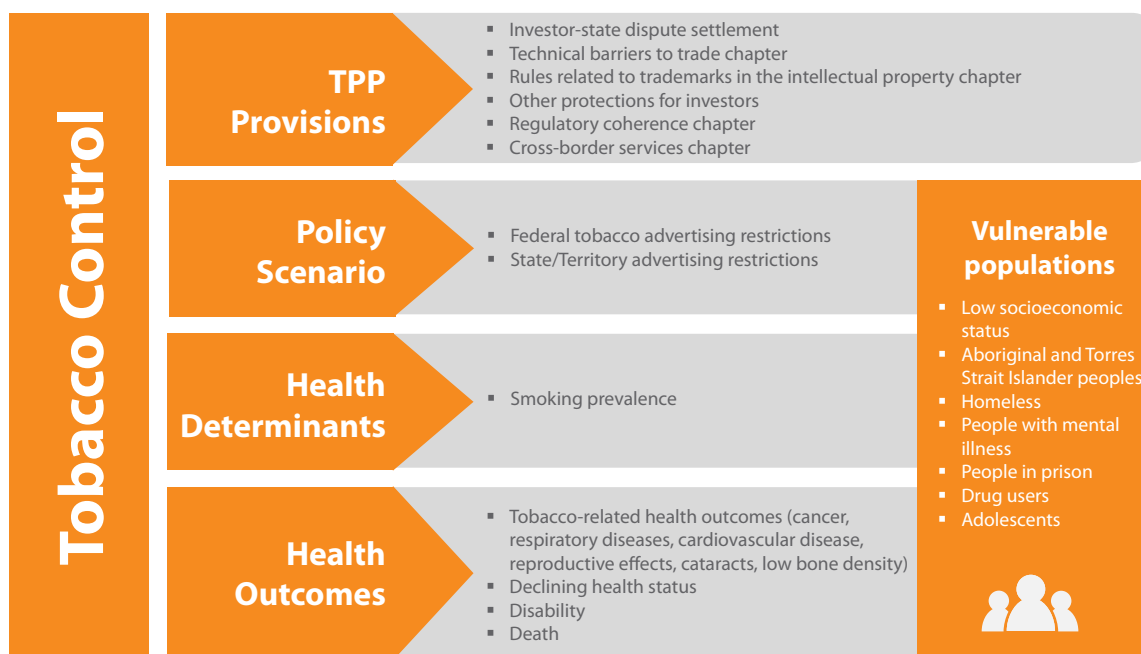 Tobacco Control
TPP
Provisions
▪ Investor-state dispute settlement
▪ Technical barriers to trade chapter
▪ Rules related to trademarks in the intellectual property chapter
▪ Other protections for investors
▪ Regulatory coherence chapter
▪ Cross-border services chapter
Policy
Scenario
▪ Federal tobacco advertising restrictions
▪ State/Territory advertising restrictions
Health
Determinants
▪ Smoking prevalence
Health
Outcomes
▪ Tobacco-related health outcomes (cancer,
respiratory diseases, cardiovascular disease,
reproductive effects, cataracts, low bone density)
▪ Declining health status
▪ Disability
▪ Death
Vulnerable
populations
▪ Low socioeconomic
status
▪ Aboriginal and Torres
Strait Islander peoples
▪ Homeless
▪ People with mental
illness
▪ People in prison
▪ Drug users
▪ Adolescents